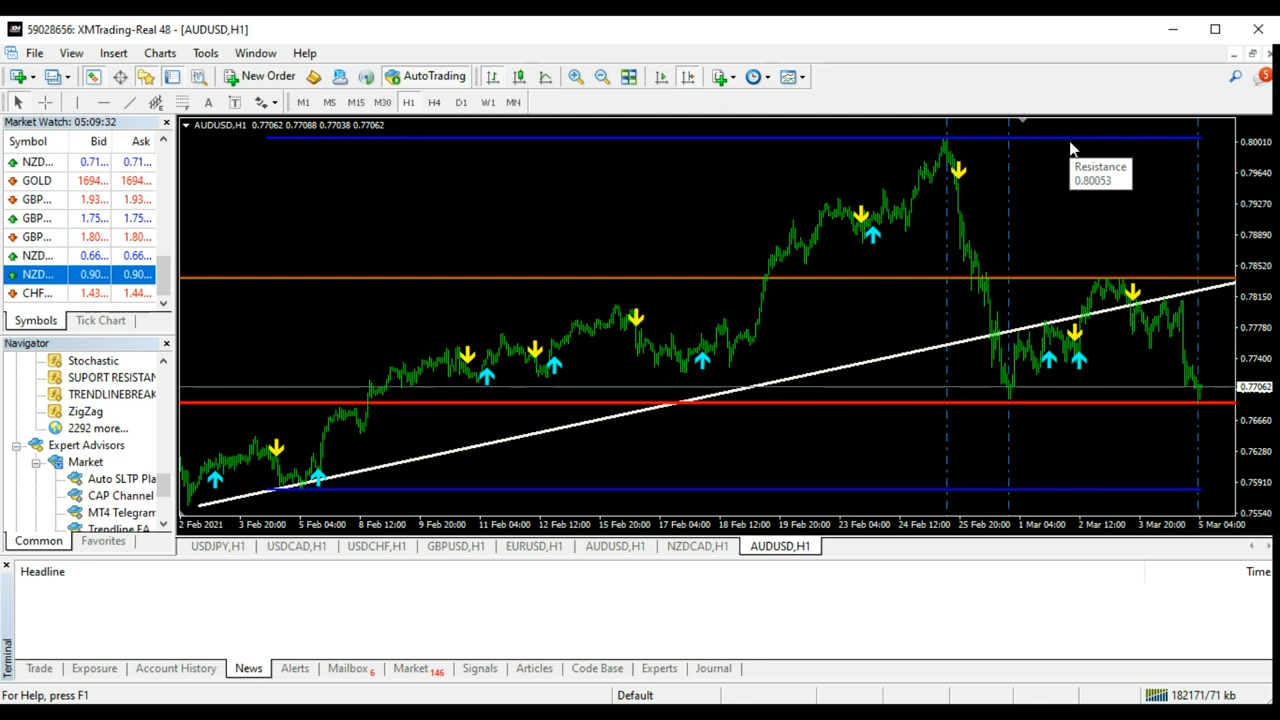 59028656: XMTrading-Real 48 - [AUDUSD,H1]
File View Insert Charts Tools Window Help
New Order AutoTrading 5
A T M1 M5 M15 M30 H1 H4 D1 W1 MN
Market Watch: 05:09:32
Symbol Bid Ask
NZD... 0.71... 0.71...
GOLD 1694... 1694...
GBP... 1.93... 1.93...
GBP... 1.75... 1.75...
GBP... 1.80... 1.80...
NZD... 0.66... 0.66...
NZD... 0.90... 0.90...
CHF... 1.43... 1.44...
Symbols Tick Chart
Navigator
Stochastic
SUPORT RESISTAN
TRENDLINEBREAK
ZigZag
2292 more...
Expert Advisors
Market
Auto SLTP Pla
CAP Channel
MT4 Telegram
Trendline EA
Common Favorites
AUDUSD,H1 0.77062 0.77088 0.77038 0.77062
Resistance
0.80053
0.80010
0.79640
0.79270
0.78890
0.78520
0.78150
0.77780
0.77400
0.77062
0.76660
0.76280
0.75910
0.75540
2 Feb 2021 3 Feb 20:00 5 Feb 04:00 8 Feb 12:00 9 Feb 20:00 11 Feb 04:00 12 Feb 12:00 15 Feb 20:00 17 Feb 04:00 18 Feb 12:00 19 Feb 20:00 23 Feb 04:00 24 Feb 12:00 25 Feb 20:00 1 Mar 04:00 2 Mar 12:00 3 Mar 20:00 5 Mar 04:00
USDJPY,H1 USDCAD,H1 USDCHF,H1 GBPUSD,H1 EURUSD,H1 AUDUSD,H1 NZDCAD,H1 AUDUSD,H1
Headline Time
Terminal
Trade Exposure Account History News Alerts Mailbox 6 Market 146 Signals Articles Code Base Experts Journal
For Help, press F1 Default 182171/71 kb